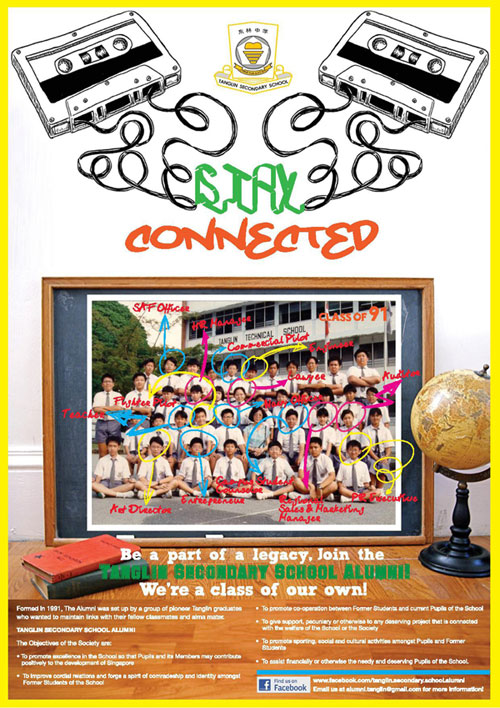 东林中学
TANGLIN SECONDARY SCHOOL
STAY
CONNECTED
CLASS OF 91
TANGLIN TECHNICAL SCHOOL
SAF Officer
HR Manager
Commercial Pilot
Engineer
Lawyer
Auditor
Fighter Pilot
Teacher
Art Director
Entrepreneur
Counselor
Regional
Sales & Marketing
Manager
PR Executive
Be a part of a legacy, Join the
Tanglin Secondary School Alumni!
We're a class of our own!
Formed in 1991, The Alumni was set up by a group of pioneer Tanglin graduates
who wanted to maintain links with their fellow classmates and alma mater.
TANGLIN SECONDARY SCHOOL ALUMNI
The Objectives of the Society are:
• To promote excellence in the School so that Pupils and its Members may contribute
positively to the development of Singapore
• To improve cordial relations and forge a spirit of comradeship and identity amongst
Former Students of the School
• To promote co-operation between Former Students and current Pupils of the School
• To give support, pecuniary or otherwise to any deserving project that is connected
with the welfare of the School or the Society
• To promote sporting, social and cultural activities amongst Pupils and Former
Students
• To assist financially or otherwise the needy and deserving Pupils of the School.
Find us on
Facebook
www.facebook.com/tanglin.secondary.school.alumni
Email us at alumni.tanglin@gmail.com for more information!